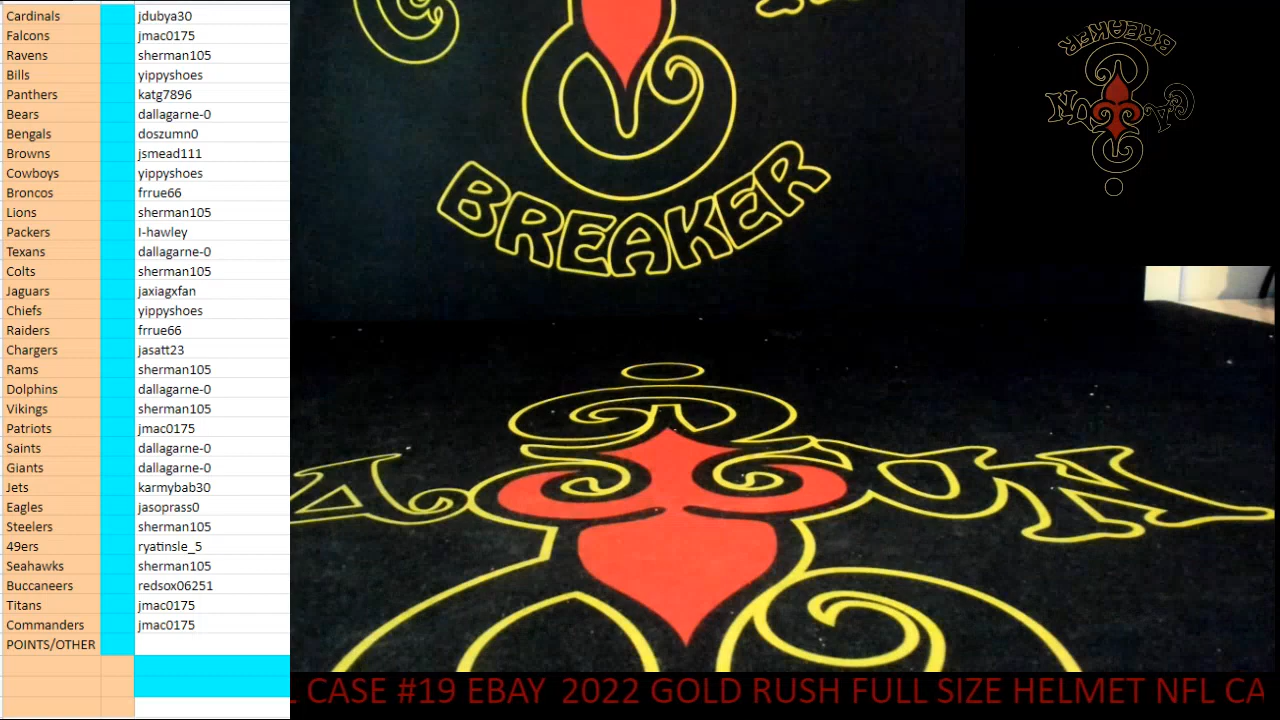 Cardinals jdubya30
Falcons jmac0175
Ravens sherman105
Bills yippyshoes
Panthers katg7896
Bears dallagarne-0
Bengals doszumn0
Browns jsmead111
Cowboys yippyshoes
Broncos frrue66
Lions sherman105
Packers I-hawley
Texans dallagarne-0
Colts sherman105
Jaguars jaxiagxfan
Chiefs yippyshoes
Raiders frrue66
Chargers jasatt23
Rams sherman105
Dolphins dallagarne-0
Vikings sherman105
Patriots jmac0175
Saints dallagarne-0
Giants dallagarne-0
Jets karmybab30
Eagles jasoprass0
Steelers sherman105
49ers ryatinsle_5
Seahawks sherman105
Buccaneers redsox06251
Titans jmac0175
Commanders jmac0175
POINTS/OTHER
BREAKER
BREAKER
NOLA
CASE #19 EBAY 2022 GOLD RUSH FULL SIZE HELMET NFL CA